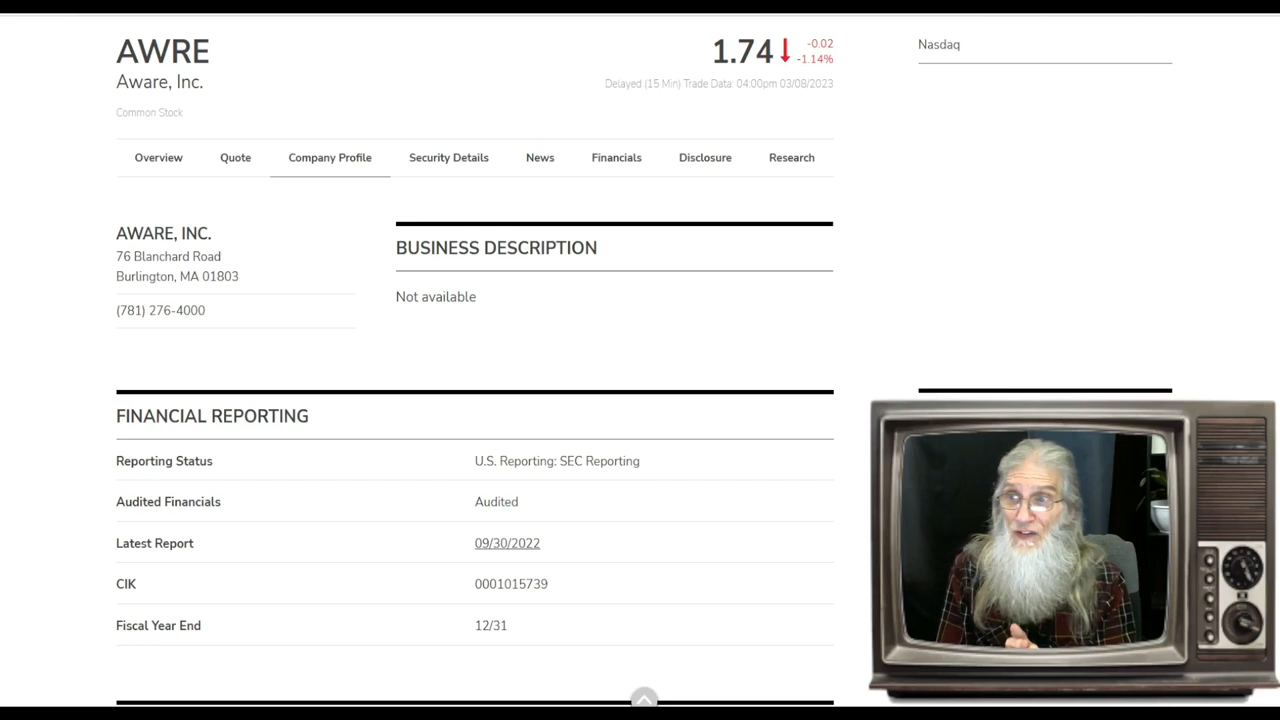 AWRE
Aware, Inc.
Common Stock
1.74
-0.02
-1.14%
Delayed (15 Min) Trade Data: 04:00pm 03/08/2023
Nasdaq
Overview Quote Company Profile Security Details News Financials Disclosure Research
AWARE, INC.
76 Blanchard Road
Burlington, MA 01803
(781) 276-4000
BUSINESS DESCRIPTION
Not available
FINANCIAL REPORTING
Reporting Status U.S. Reporting: SEC Reporting
Audited Financials Audited
Latest Report 09/30/2022
CIK 0001015739
Fiscal Year End 12/31